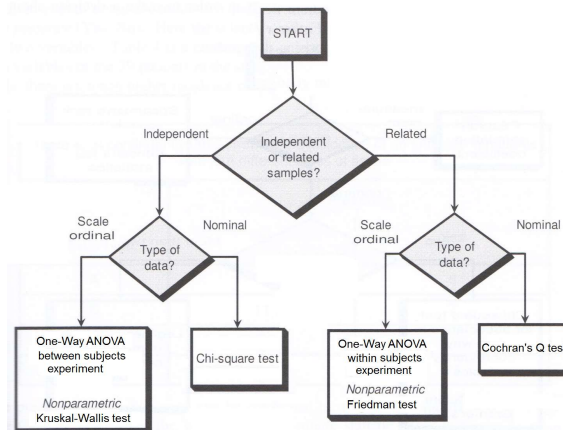 START
Independent
Related
Independent
or related
samples?
Scale
ordinal
Nominal
Type of
data?
Scale
ordinal
Nominal
Type of
data?
One-Way ANOVA
between subjects
experiment
Nonparametric
Kruskal-Wallis test
Chi-square test
One-Way ANOVA
within subjects
experiment
Nonparametric
Friedman test
Cochran's Q test